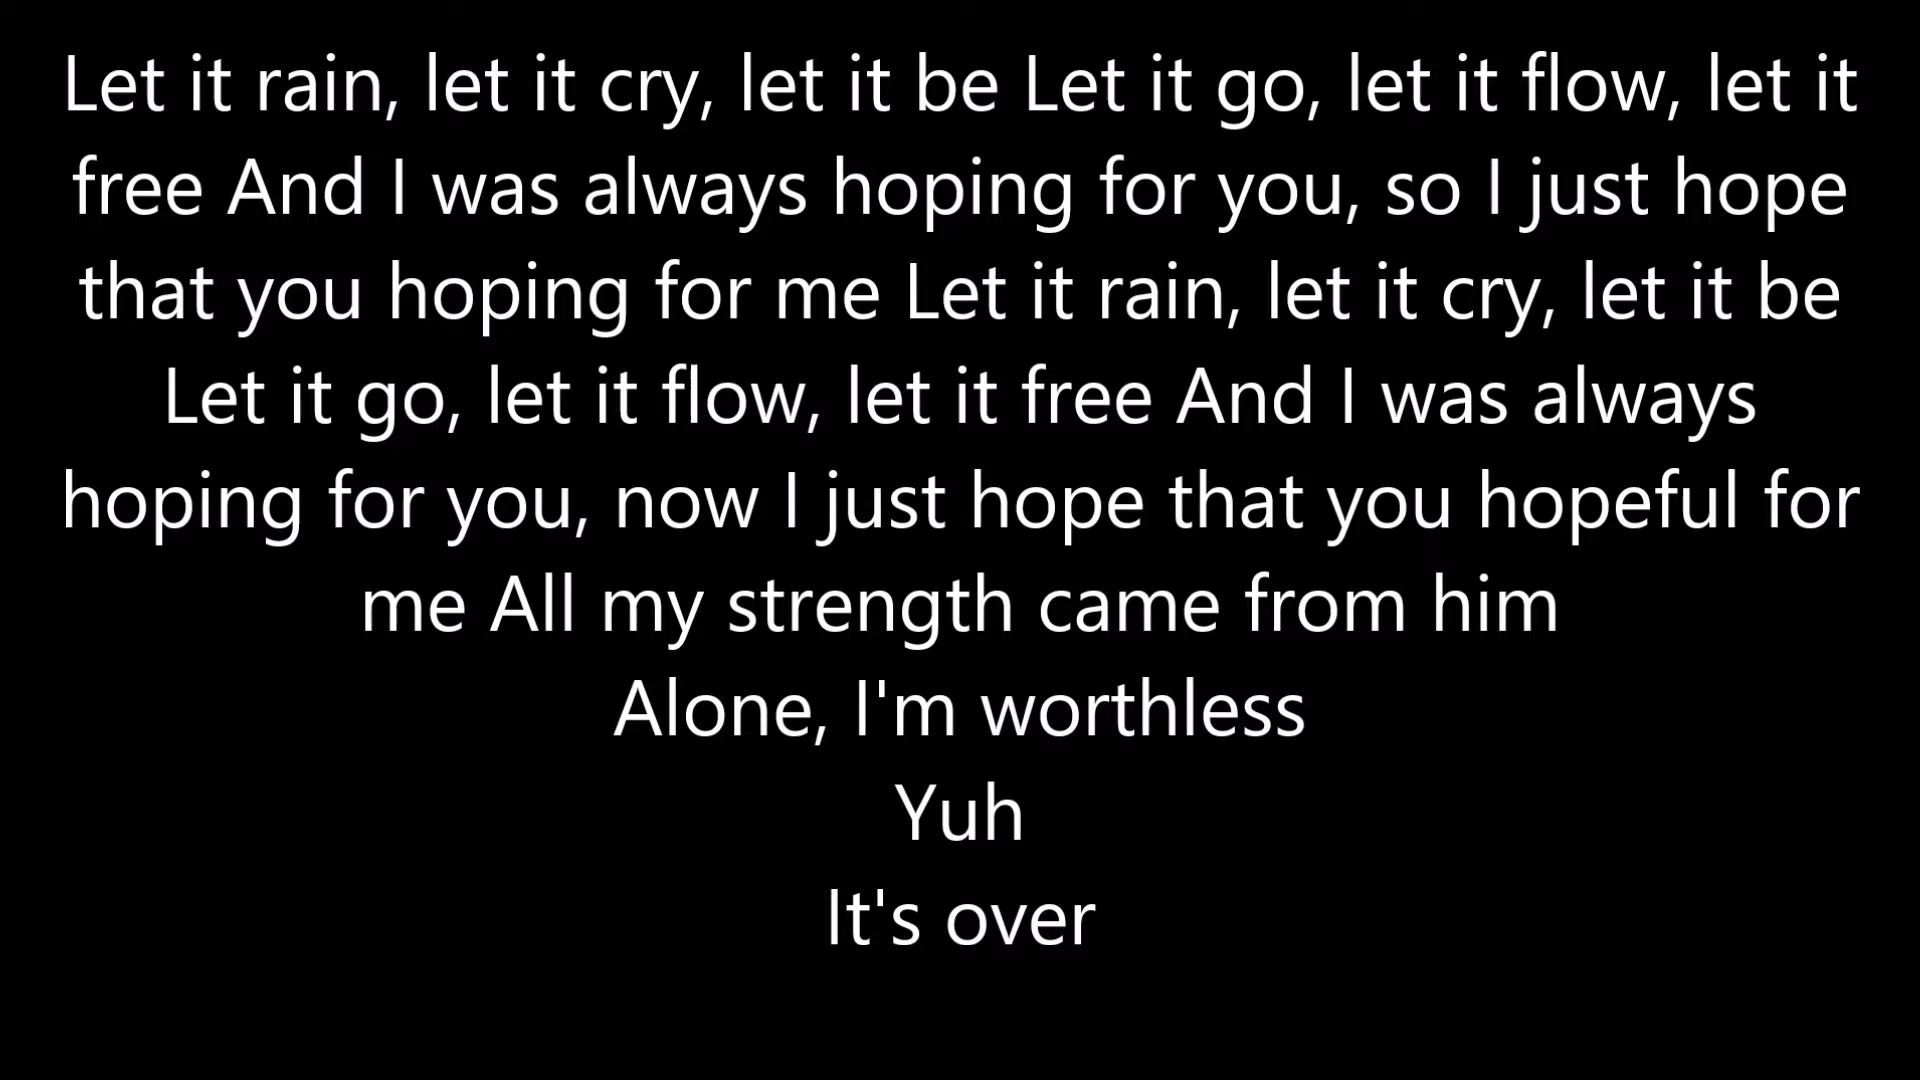 Let it rain, let it cry, let it be Let it go, let it flow, let it
free And I was always hoping for you, so I just hope
that you hoping for me Let it rain, let it cry, let it be
Let it go, let it flow, let it free And I was always
hoping for you, now I just hope that you hopeful for
me All my strength came from him
Alone, I'm worthless
Yuh
It's over